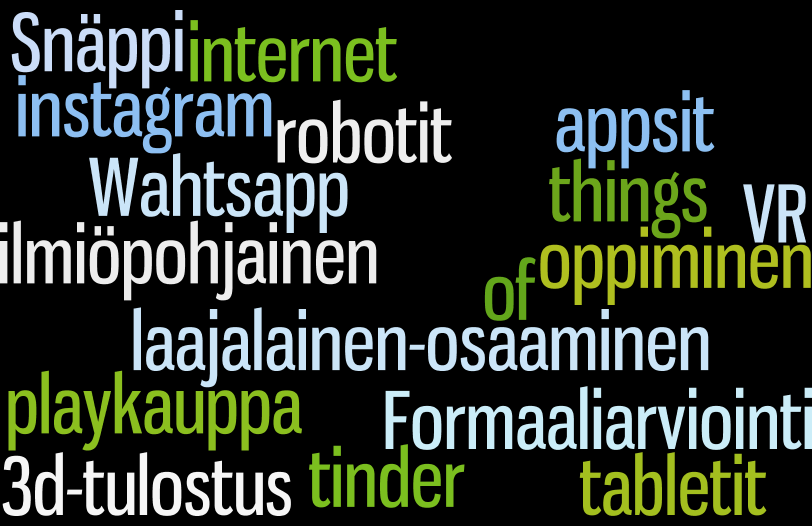 Snäppi internet
instagram robotit appsit
Wahtsapp things VR
ilmiöpohjainen of oppiminen
laajalainen-osaaminen
playkauppa Formaaliarviointi
3d-tulostus tinder tabletit